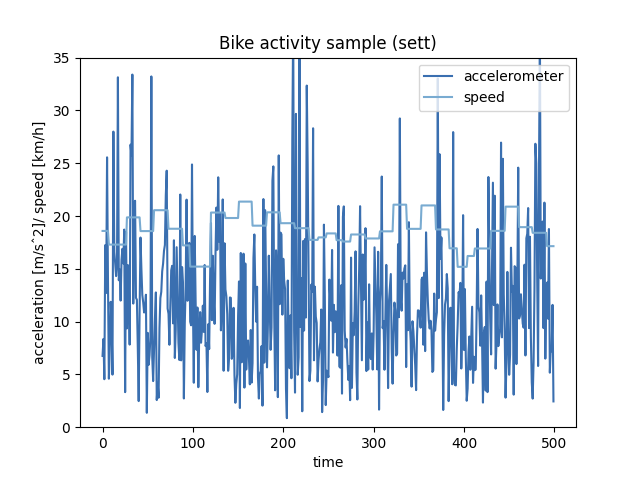 Bike activity sample (sett)
accelerometer
speed
35
30
25
20
15
10
5
0
acceleration [m/s^2]/ speed [km/h]
0 100 200 300 400 500
time